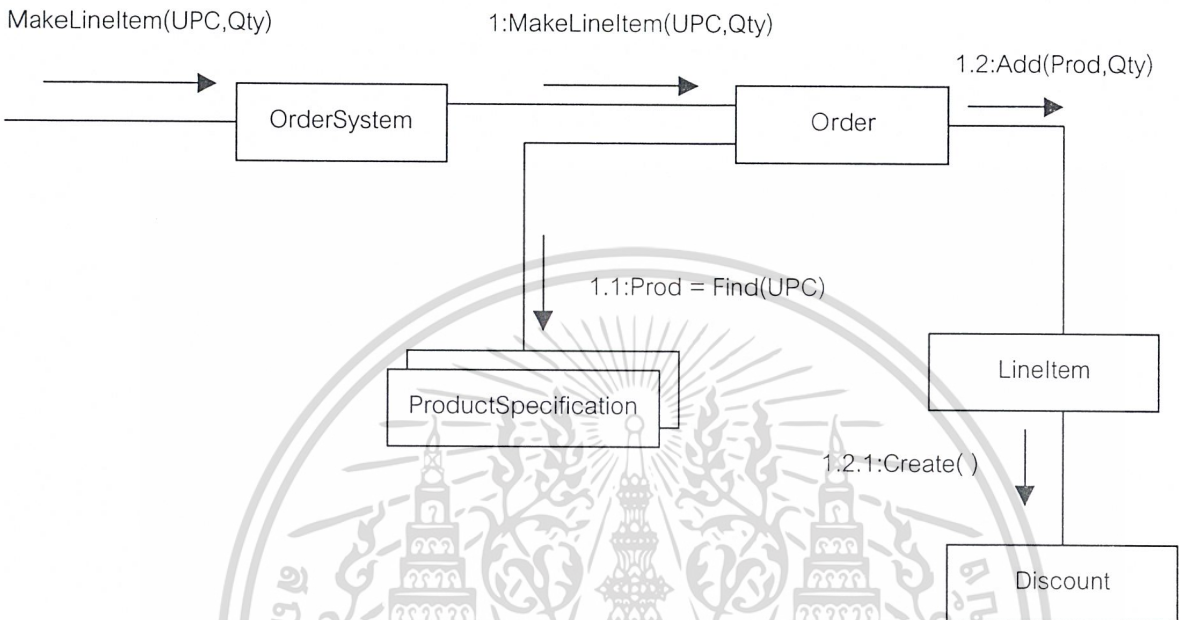 MakeLineItem(UPC,Qty)
1:MakeLineItem(UPC,Qty)
1.2:Add(Prod,Qty)
OrderSystem
Order
1.1:Prod = Find(UPC)
LineItem
ProductSpecification
1.2.1:Create( )
Discount